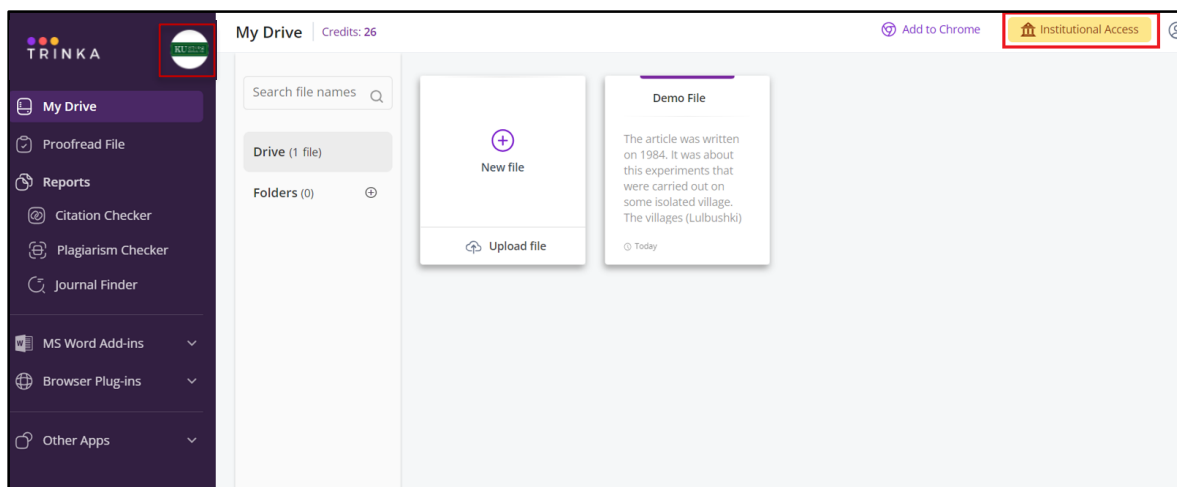 TRINKA
KU
My Drive
Proofread File
Reports
Citation Checker
Plagiarism Checker
Journal Finder
MS Word Add-ins
Browser Plug-ins
Other Apps
My Drive Credits: 26
Add to Chrome
Institutional Access
Search file names
Drive (1 file)
Folders (0)
New file
Upload file
Demo File
The article was written
on 1984. It was about
this experiments that
were carried out on
some isolated village.
The villages (Lulbushki)
Today